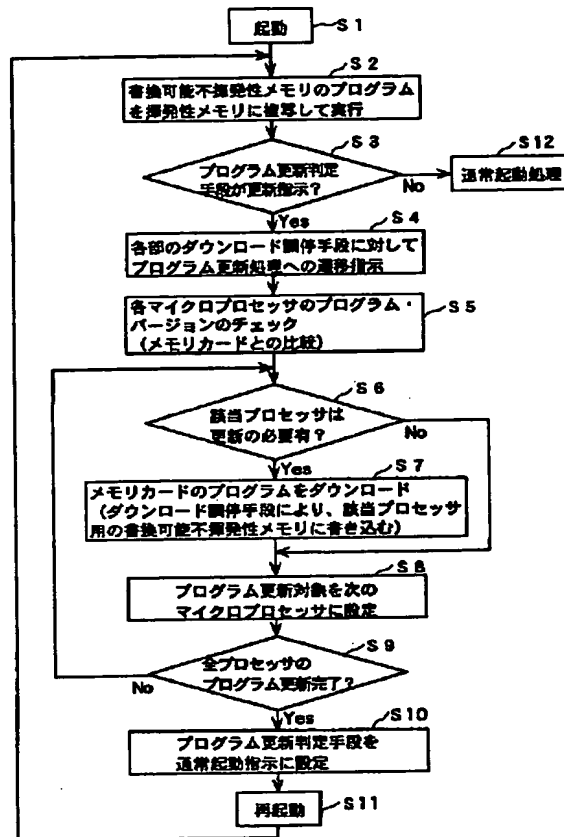 起動
S1
S2
書換可能不揮発性メモリのプログラム
を揮発性メモリに複写して実行
S3
プログラム更新判定
手段が更新指示？
No
S12
通常起動処理
Yes
S4
各部のダウンロード調停手段に対して
プログラム更新処理への遷移指示
各マイクロプロセッサのプログラム・
バージョンのチェック
（メモリカードとの比較）
S5
S6
該当プロセッサは
更新の必要有？
No
Yes
S7
メモリカードのプログラムをダウンロード
（ダウンロード調停手段により、該当プロセッサ
用の書換可能不揮発性メモリに書き込む）
S8
プログラム更新対象を次の
マイクロプロセッサに設定
S9
全プロセッサの
プログラム更新完了？
No
Yes
S10
プログラム更新判定手段を
通常起動指示に設定
再起動
S11